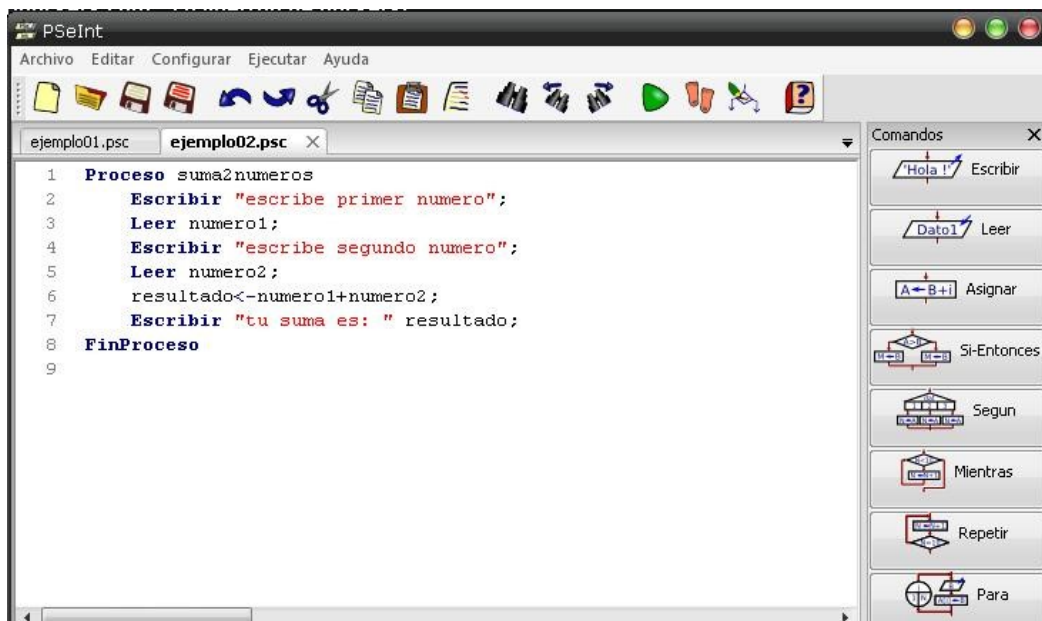 PSeInt
Archivo Editar Configurar Ejecutar Ayuda
ejemplo01.psc ejemplo02.psc
1 Proceso suma2numeros
2 Escribir "escribe primer numero";
3 Leer numero1;
4 Escribir "escribe segundo numero";
5 Leer numero2;
6 resultado<-numero1+numero2;
7 Escribir "tu suma es: " resultado;
8 FinProceso
9
Comandos
'Hola !' Escribir
Dato1 Leer
A←B+i Asignar
Si-Entonces
Segun
Mientras
Repetir
Para